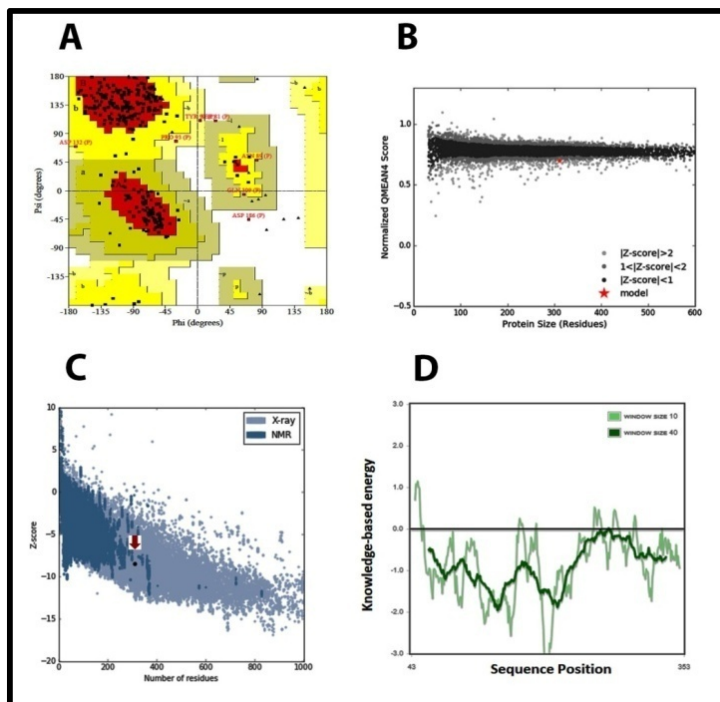 A
180
135
90
45
0
-45
-90
-135
-180
-135
-90
-45
0
45
90
135
180
Psi (degrees)
Phi (degrees)
b
ASP 132 (P)
ASP 188 (P)
B
Normalized QMEAN4 Score
1.0
0.5
0.0
−0.5
0
100
200
300
400
500
600
Protein Size (Residues)
|Z-score|>2
1<|Z-score|<2
|Z-score|<1
model
C
Z-score
10
5
0
−5
−10
−15
−20
0
200
400
600
800
1000
Number of residues
X-ray
NMR
D
Knowledge-based energy
3.0
2.0
1.0
0.0
-1.0
-2.0
-3.0
WINDOW SIZE 10
WINDOW SIZE 40
43
Sequence Position
353